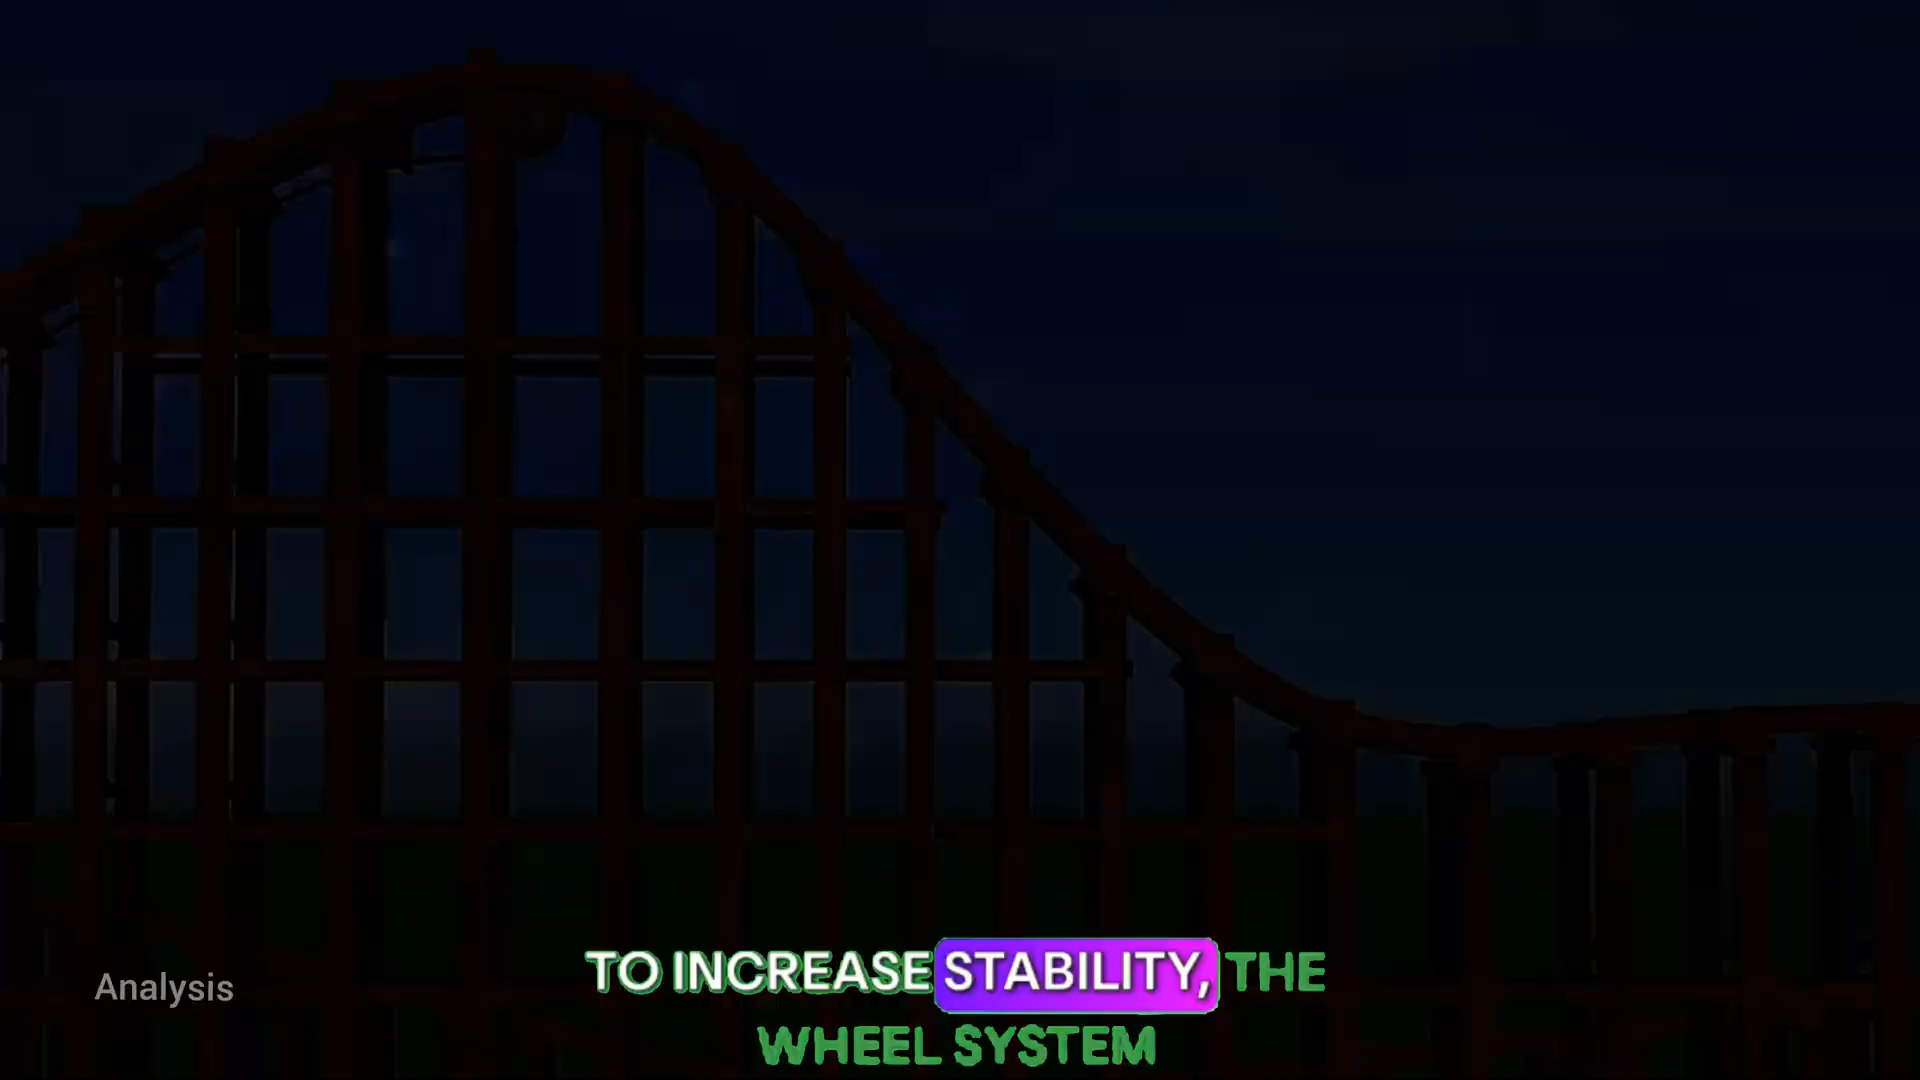 TO INCREASE STABILITY, THE
WHEEL SYSTEM
Analysis